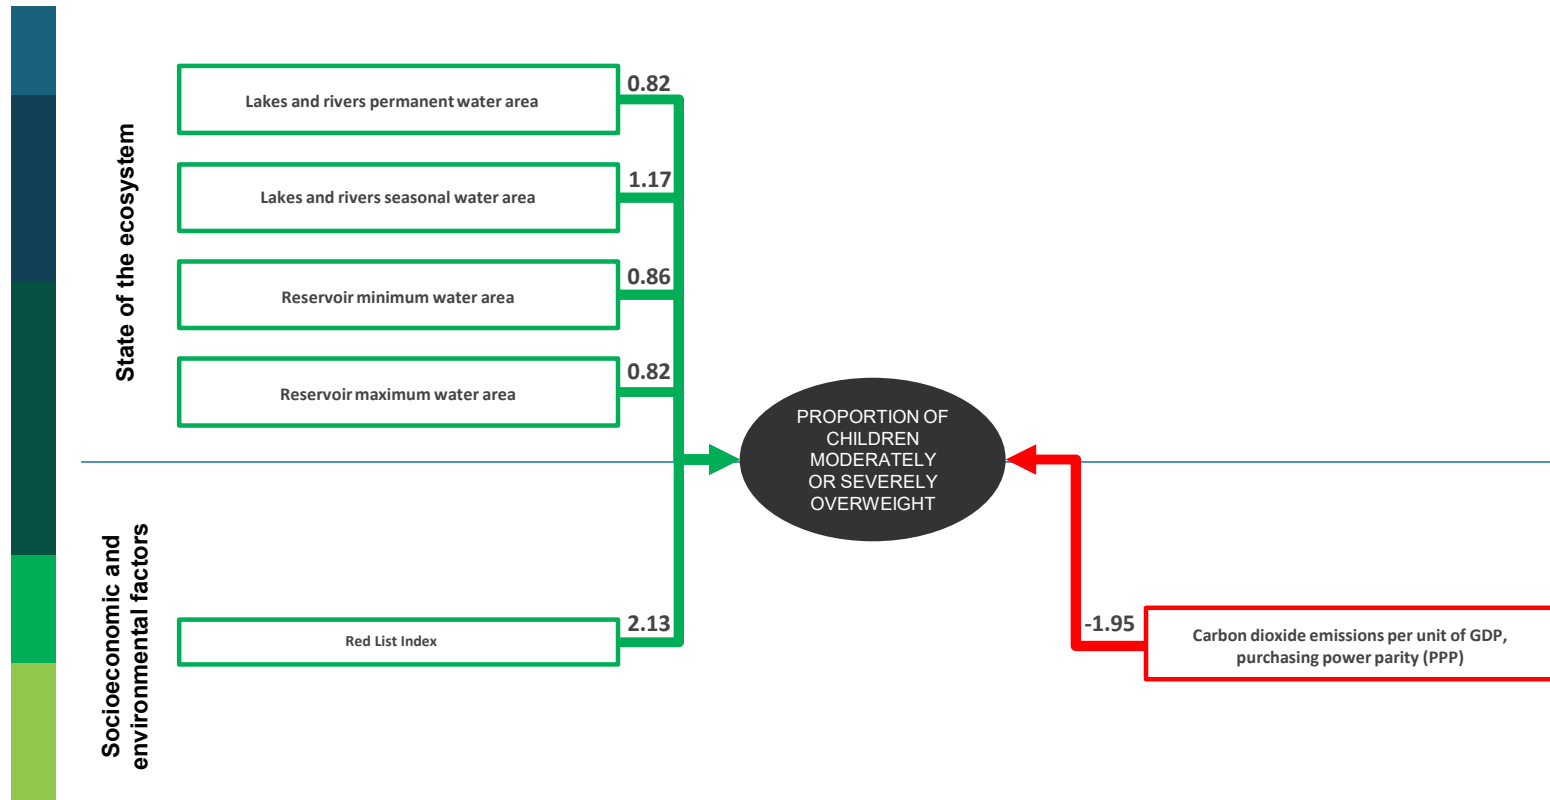 State of the ecosystem
Lakes and rivers permanent water area
0.82
Lakes and rivers seasonal water area
1.17
Reservoir minimum water area
0.86
Reservoir maximum water area
0.82
PROPORTION OF
CHILDREN
MODERATELY
OR SEVERELY
OVERWEIGHT
Socioeconomic and
environmental factors
Red List Index
2.13
-1.95
Carbon dioxide emissions per unit of GDP,
purchasing power parity (PPP)